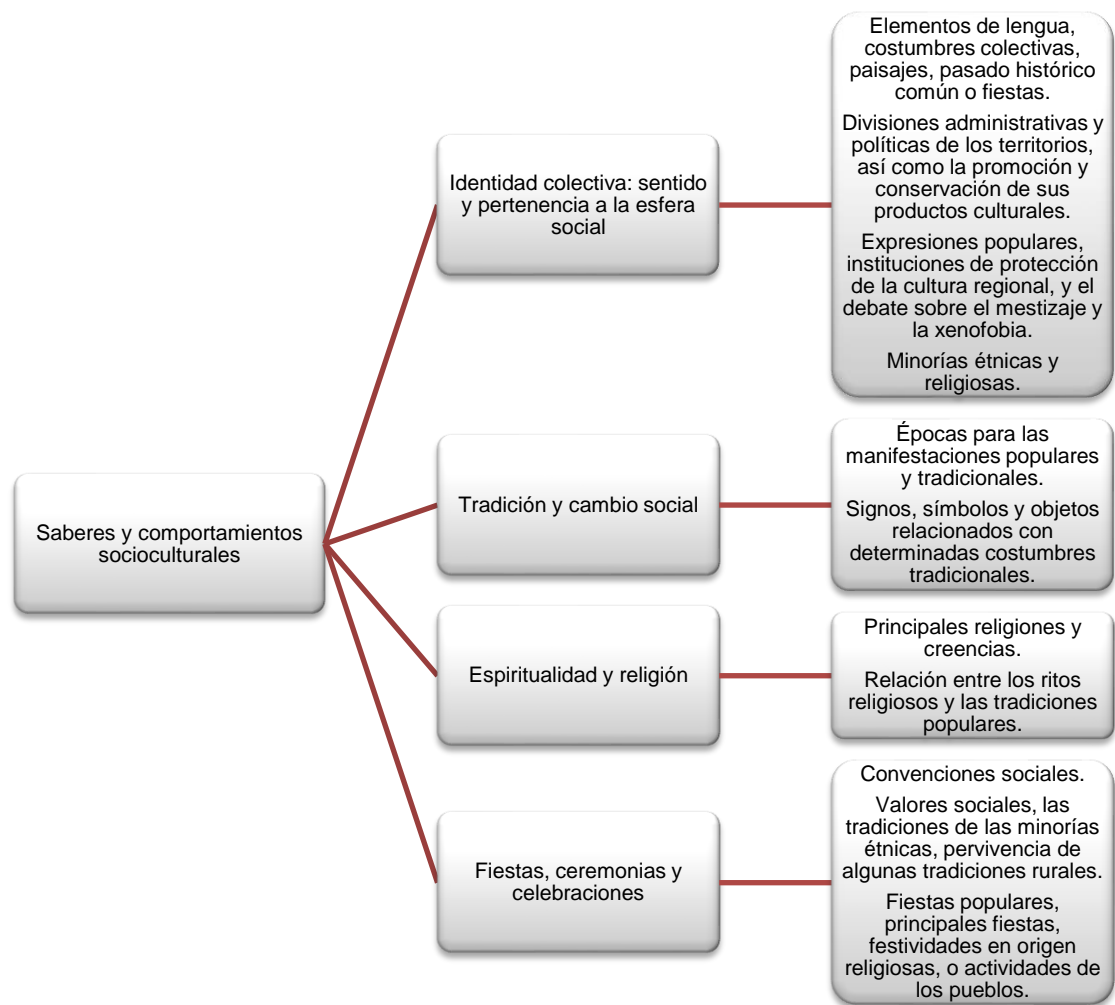 Saberes y comportamientos
socioculturales
Identidad colectiva: sentido
y pertenencia a la esfera
social
Elementos de lengua,
costumbres colectivas,
paisajes, pasado histórico
común o fiestas.
Divisiones administrativas y
políticas de los territorios,
así como la promoción y
conservación de sus
productos culturales.
Expresiones populares,
instituciones de protección
de la cultura regional, y el
debate sobre el mestizaje y
la xenofobia.
Minorías étnicas y
religiosas.
Tradición y cambio social
Épocas para las
manifestaciones populares
y tradicionales.
Signos, símbolos y objetos
relacionados con
determinadas costumbres
tradicionales.
Espiritualidad y religión
Principales religiones y
creencias.
Relación entre los ritos
religiosos y las tradiciones
populares.
Fiestas, ceremonias y
celebraciones
Convenciones sociales.
Valores sociales, las
tradiciones de las minorías
étnicas, pervivencia de
algunas tradiciones rurales.
Fiestas populares,
principales fiestas,
festividades en origen
religiosas, o actividades de
los pueblos.